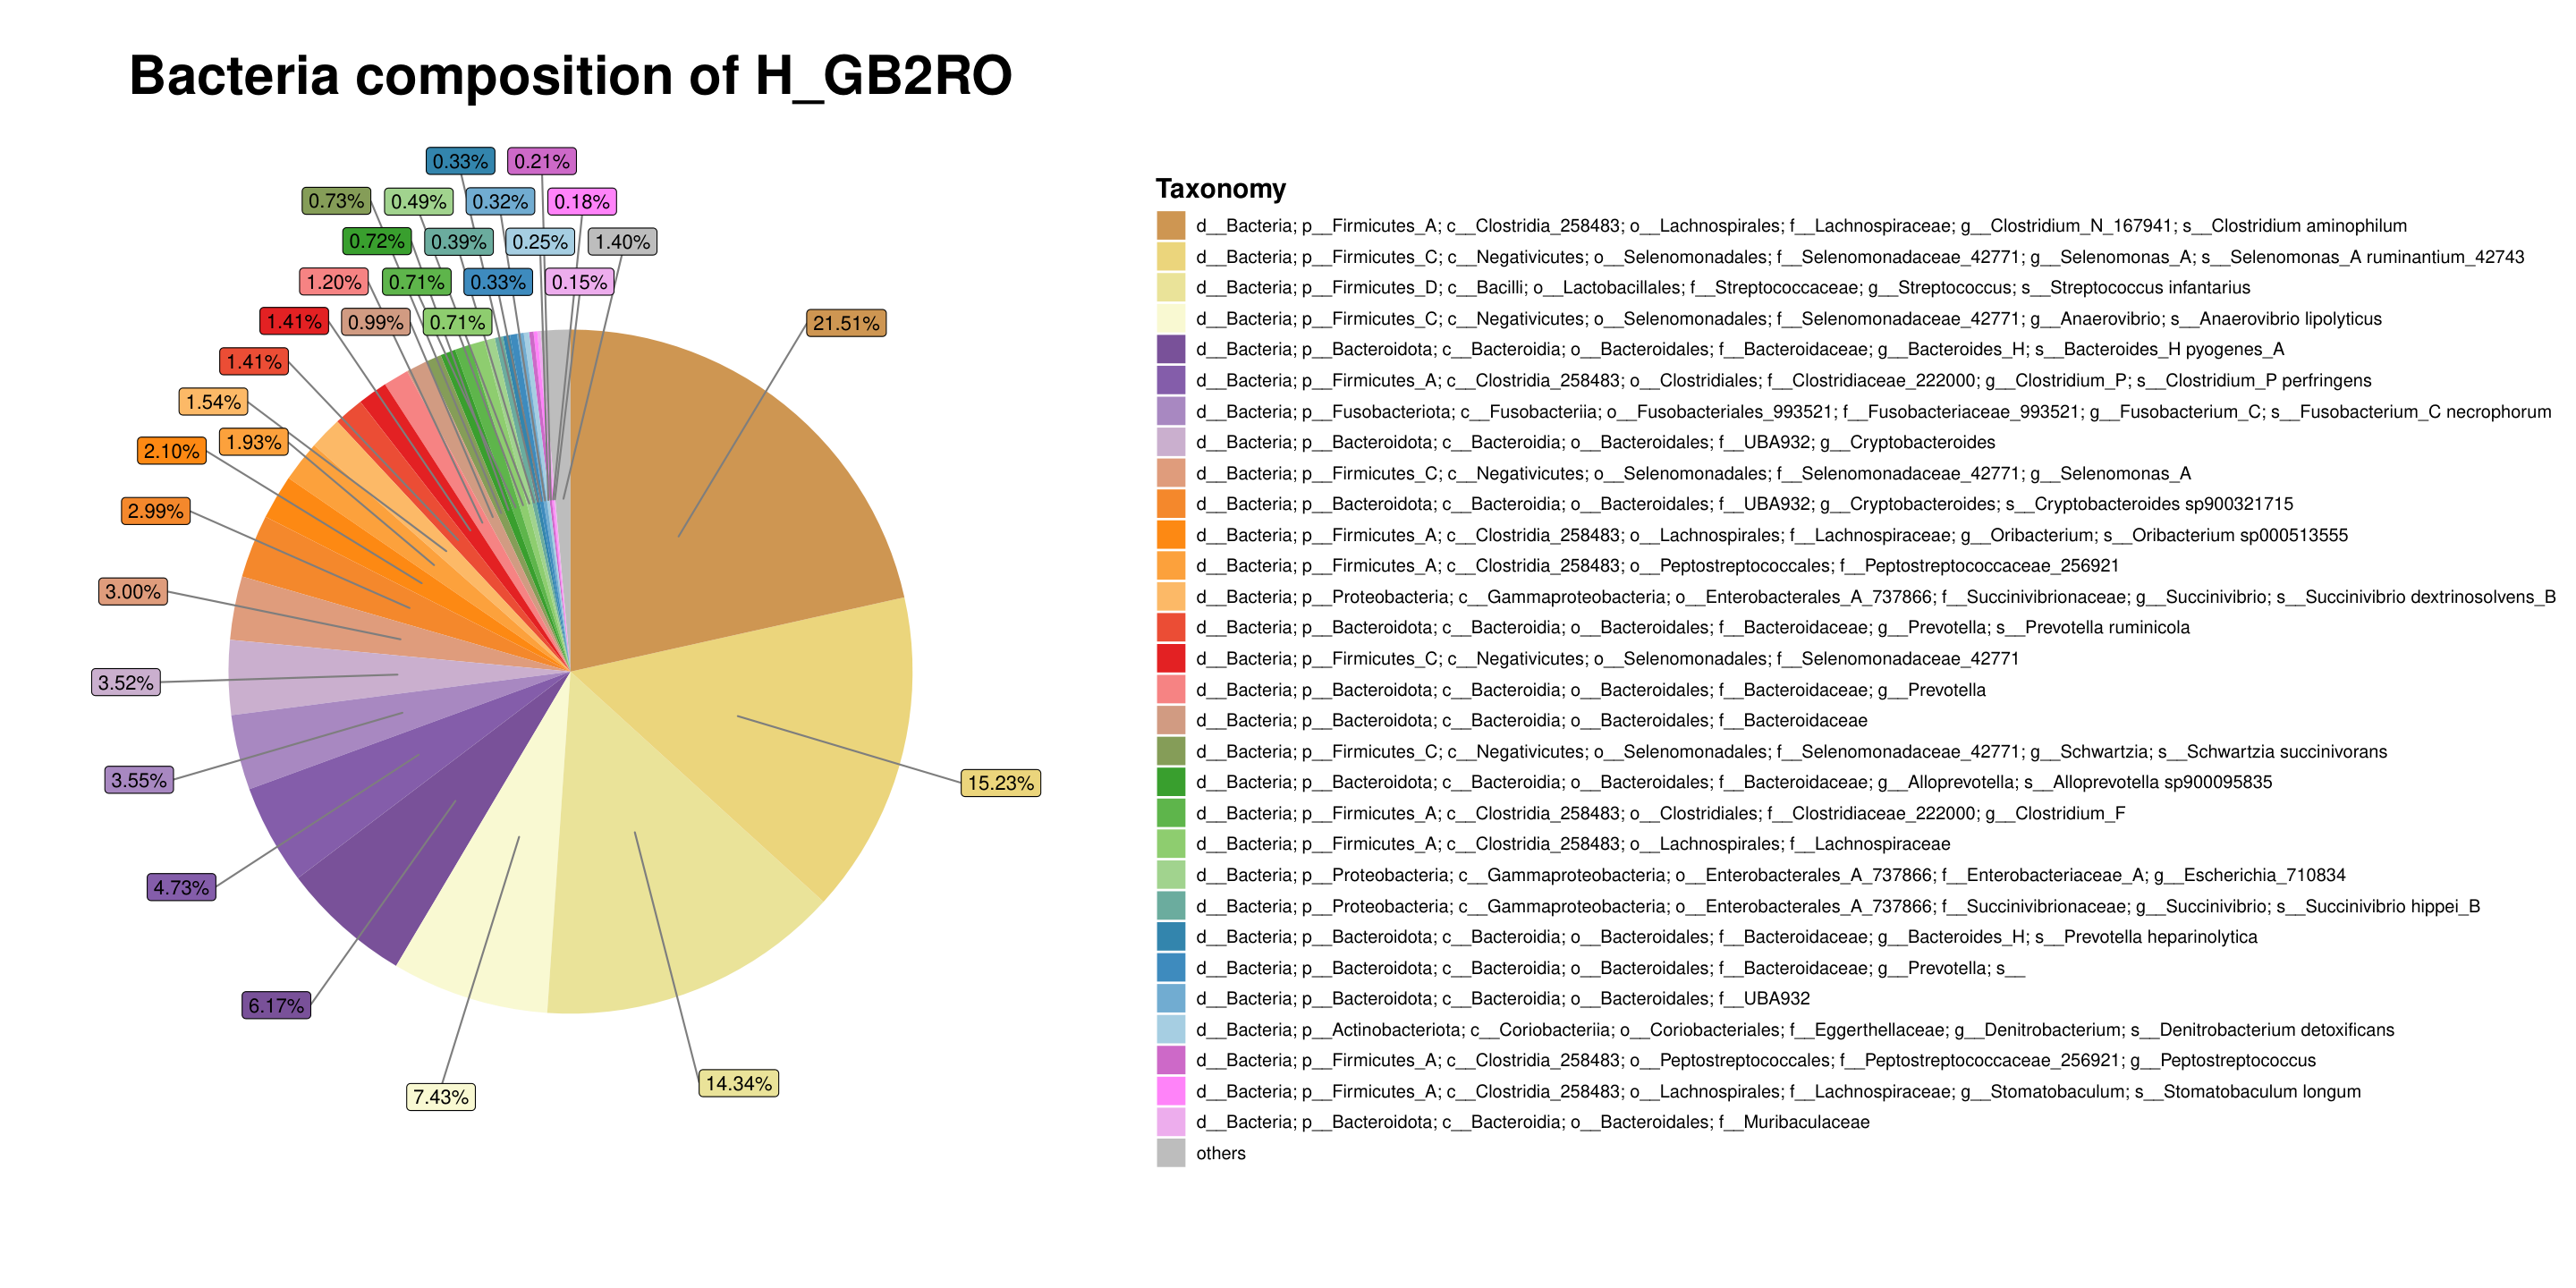 Bacteria composition of H_GB2RO
0.33% 0.21%
0.73% 0.49% 0.32% 0.18%
0.72% 0.39% 0.25% 1.40%
1.20% 0.71% 0.33% 0.15%
1.41% 0.99% 0.71% 21.51%
1.41%
1.54%
2.10% 1.93%
2.99%
3.00%
3.52%
3.55% 15.23%
4.73%
6.17%
7.43% 14.34%
Taxonomy
d__Bacteria; p__Firmicutes_A; c__Clostridia_258483; o__Lachnospirales; f__Lachnospiraceae; g__Clostridium_N_167941; s__Clostridium aminophilum
d__Bacteria; p__Firmicutes_C; c__Negativicutes; o__Selenomonadales; f__Selenomonadaceae_42771; g__Selenomonas_A; s__Selenomonas_A ruminantium_42743
d__Bacteria; p__Firmicutes_D; c__Bacilli; o__Lactobacillales; f__Streptococcaceae; g__Streptococcus; s__Streptococcus infantarius
d__Bacteria; p__Firmicutes_C; c__Negativicutes; o__Selenomonadales; f__Selenomonadaceae_42771; g__Anaerovibrio; s__Anaerovibrio lipolyticus
d__Bacteria; p__Bacteroidota; c__Bacteroidia; o__Bacteroidales; f__Bacteroidaceae; g__Bacteroides_H; s__Bacteroides_H pyogenes_A
d__Bacteria; p__Firmicutes_A; c__Clostridia_258483; o__Clostridiales; f__Clostridiaceae_222000; g__Clostridium_P; s__Clostridium_P perfringens
d__Bacteria; p__Fusobacteriota; c__Fusobacteriia; o__Fusobacteriales_993521; f__Fusobacteriaceae_993521; g__Fusobacterium_C; s__Fusobacterium_C necrophorum
d__Bacteria; p__Bacteroidota; c__Bacteroidia; o__Bacteroidales; f__UBA932; g__Cryptobacteroides
d__Bacteria; p__Firmicutes_C; c__Negativicutes; o__Selenomonadales; f__Selenomonadaceae_42771; g__Selenomonas_A
d__Bacteria; p__Bacteroidota; c__Bacteroidia; o__Bacteroidales; f__UBA932; g__Cryptobacteroides; s__Cryptobacteroides sp900321715
d__Bacteria; p__Firmicutes_A; c__Clostridia_258483; o__Lachnospirales; f__Lachnospiraceae; g__Oribacterium; s__Oribacterium sp000513555
d__Bacteria; p__Firmicutes_A; c__Clostridia_258483; o__Peptostreptococcales; f__Peptostreptococcaceae_256921
d__Bacteria; p__Proteobacteria; c__Gammaproteobacteria; o__Enterobacterales_A_737866; f__Succinivibrionaceae; g__Succinivibrio; s__Succinivibrio dextrinosolvens_B
d__Bacteria; p__Bacteroidota; c__Bacteroidia; o__Bacteroidales; f__Bacteroidaceae; g__Prevotella; s__Prevotella ruminicola
d__Bacteria; p__Firmicutes_C; c__Negativicutes; o__Selenomonadales; f__Selenomonadaceae_42771
d__Bacteria; p__Bacteroidota; c__Bacteroidia; o__Bacteroidales; f__Bacteroidaceae; g__Prevotella
d__Bacteria; p__Bacteroidota; c__Bacteroidia; o__Bacteroidales; f__Bacteroidaceae
d__Bacteria; p__Firmicutes_C; c__Negativicutes; o__Selenomonadales; f__Selenomonadaceae_42771; g__Schwartzia; s__Schwartzia succinivorans
d__Bacteria; p__Bacteroidota; c__Bacteroidia; o__Bacteroidales; f__Bacteroidaceae; g__Alloprevotella; s__Alloprevotella sp900095835
d__Bacteria; p__Firmicutes_A; c__Clostridia_258483; o__Clostridiales; f__Clostridiaceae_222000; g__Clostridium_F
d__Bacteria; p__Firmicutes_A; c__Clostridia_258483; o__Lachnospirales; f__Lachnospiraceae
d__Bacteria; p__Proteobacteria; c__Gammaproteobacteria; o__Enterobacterales_A_737866; f__Enterobacteriaceae_A; g__Escherichia_710834
d__Bacteria; p__Proteobacteria; c__Gammaproteobacteria; o__Enterobacterales_A_737866; f__Succinivibrionaceae; g__Succinivibrio; s__Succinivibrio hippei_B
d__Bacteria; p__Bacteroidota; c__Bacteroidia; o__Bacteroidales; f__Bacteroidaceae; g__Bacteroides_H; s__Prevotella heparinolytica
d__Bacteria; p__Bacteroidota; c__Bacteroidia; o__Bacteroidales; f__Bacteroidaceae; g__Prevotella; s__
d__Bacteria; p__Bacteroidota; c__Bacteroidia; o__Bacteroidales; f__UBA932
d__Bacteria; p__Actinobacteriota; c__Coriobacteriia; o__Coriobacteriales; f__Eggerthellaceae; g__Denitrobacterium; s__Denitrobacterium detoxificans
d__Bacteria; p__Firmicutes_A; c__Clostridia_258483; o__Peptostreptococcales; f__Peptostreptococcaceae_256921; g__Peptostreptococcus
d__Bacteria; p__Firmicutes_A; c__Clostridia_258483; o__Lachnospirales; f__Lachnospiraceae; g__Stomatobaculum; s__Stomatobaculum longum
d__Bacteria; p__Bacteroidota; c__Bacteroidia; o__Bacteroidales; f__Muribaculaceae
others